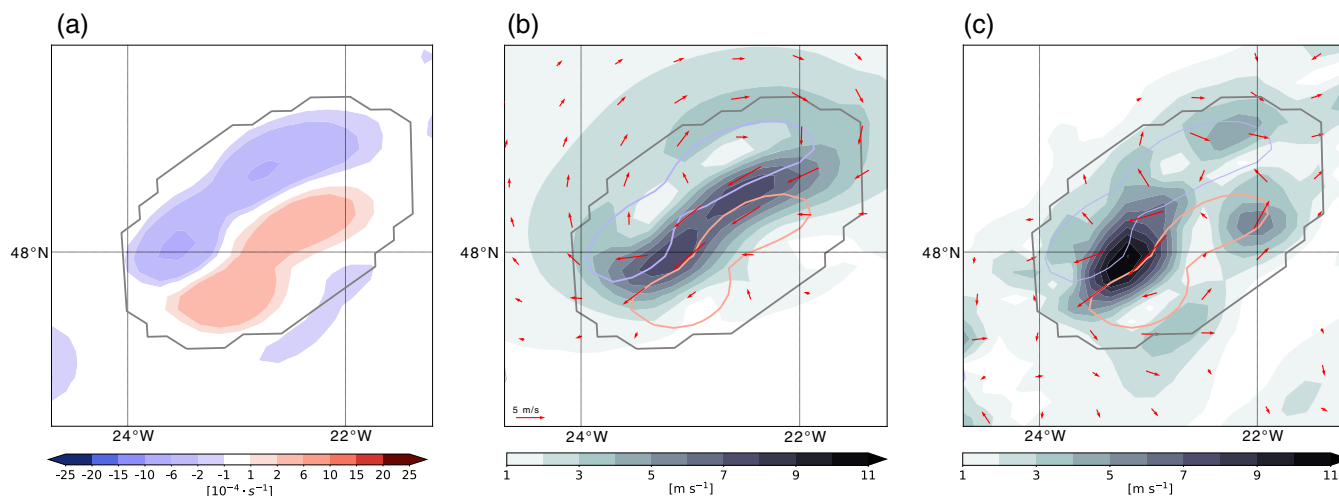 (a) (b) (c)
48°N 48°N 48°N
5 m/s
24°W 22°W 24°W 22°W 24°W 22°W
-25 -20 -15 -10 -6 -2 -1 1 2 6 10 15 20 25 1 3 5 7 9 11 1 3 5 7 9 11
[10⁻⁴ · s⁻¹] [m s⁻¹] [m s⁻¹]